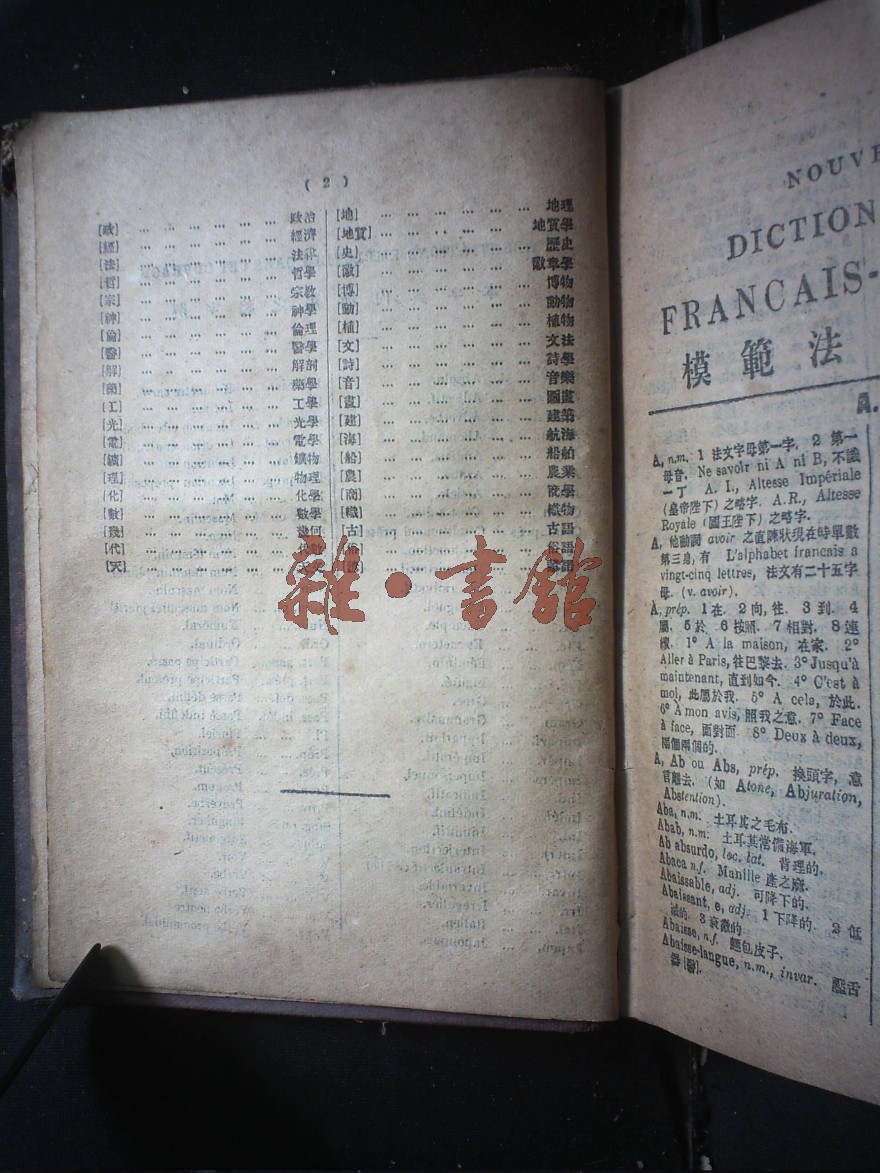 ( 2 )
[政] … … … … … … 政治
[經] … … … … … … 經濟
[法] … … … … … … 法律
[哲] … … … … … … 哲學
[宗] … … … … … … 宗教
[神] … … … … … … 神學
[倫] … … … … … … 倫理
[醫] … … … … … … 醫學
[解] … … … … … … 解剖
[藥] … … … … … … 藥學
[工] … … … … … … 工學
[光] … … … … … … 光學
[電] … … … … … … 電學
[鑛] … … … … … … 鑛物
[理] … … … … … … 物理
[化] … … … … … … 化學
[數] … … … … … … 數學
[幾] … … … … … … 幾何
[代] … … … … … … 代數
[天] … … … … … … 天文
[地] … … … … … … 地理
[地質] … … … … … … 地質學
[史] … … … … … … 歷史
[徽] … … … … … … 徽章學
[博] … … … … … … 博物
[動] … … … … … … 動物
[植] … … … … … … 植物
[文] … … … … … … 文法
[詩] … … … … … … 詩學
[音] … … … … … … 音樂
[畫] … … … … … … 圖畫
[建] … … … … … … 建築
[海] … … … … … … 航海
[船] … … … … … … 船舶
[農] … … … … … … 農業
[商] … … … … … … 商學
[織] … … … … … … 織物
[古] … … … … … … 古語
[俗] … … … … … … 俗語
雜·書館
NOUVE
DICTION
FRANCAIS-
模範法
A.
A, n.m. 1 法文字母第一字. 2 第一
母音. Ne savoir ni A ni B, 不識
一丁 A. I., Altesse Impériale
(皇帝陛下) 之略字. A.R., Altesse
Royale (國王陛下) 之略字.
A, 他動詞 avoir 之直陳狀現在時單數
第三身, 有 L'alphabet francais a
vingt-cinq lettres, 法文有二十五字
母. (v. avoir).
À, prép. 1 在. 2 向, 往. 3 到. 4
屬. 5 於 6 按照. 7 相對. 8 連
接. 1° A la maison, 在家. 2°
Aller à Paris, 往巴黎去. 3° Jusqu'à
maintenant, 直到如今. 4° C'est à
moi, 此屬於我. 5° A cela, 於此.
6° À mon avis, 照我之意. 7° Face
à face, 面對面 8° Deux à deux,
兩個兩個的.
A, Ab ou Abs, prép. 換頭字, 意
言離去. (如 Atone, Abjuration,
Abstention).
Aba, n.m. 土耳其之毛布.
Abab, n.m. 土耳其常備海軍.
Ab absurdo, loc. lat. 背理的.
Abaca n.f. Manille 產之麻.
Abaissable, adj. 可降下的.
Abaissant, e, adj. 1 下降的. 2 低
的. 3 衰微的
Abaisse, n.f. 麵包皮子.
Abaisse-langue, n.m., invar. 壓舌
器 [醫].